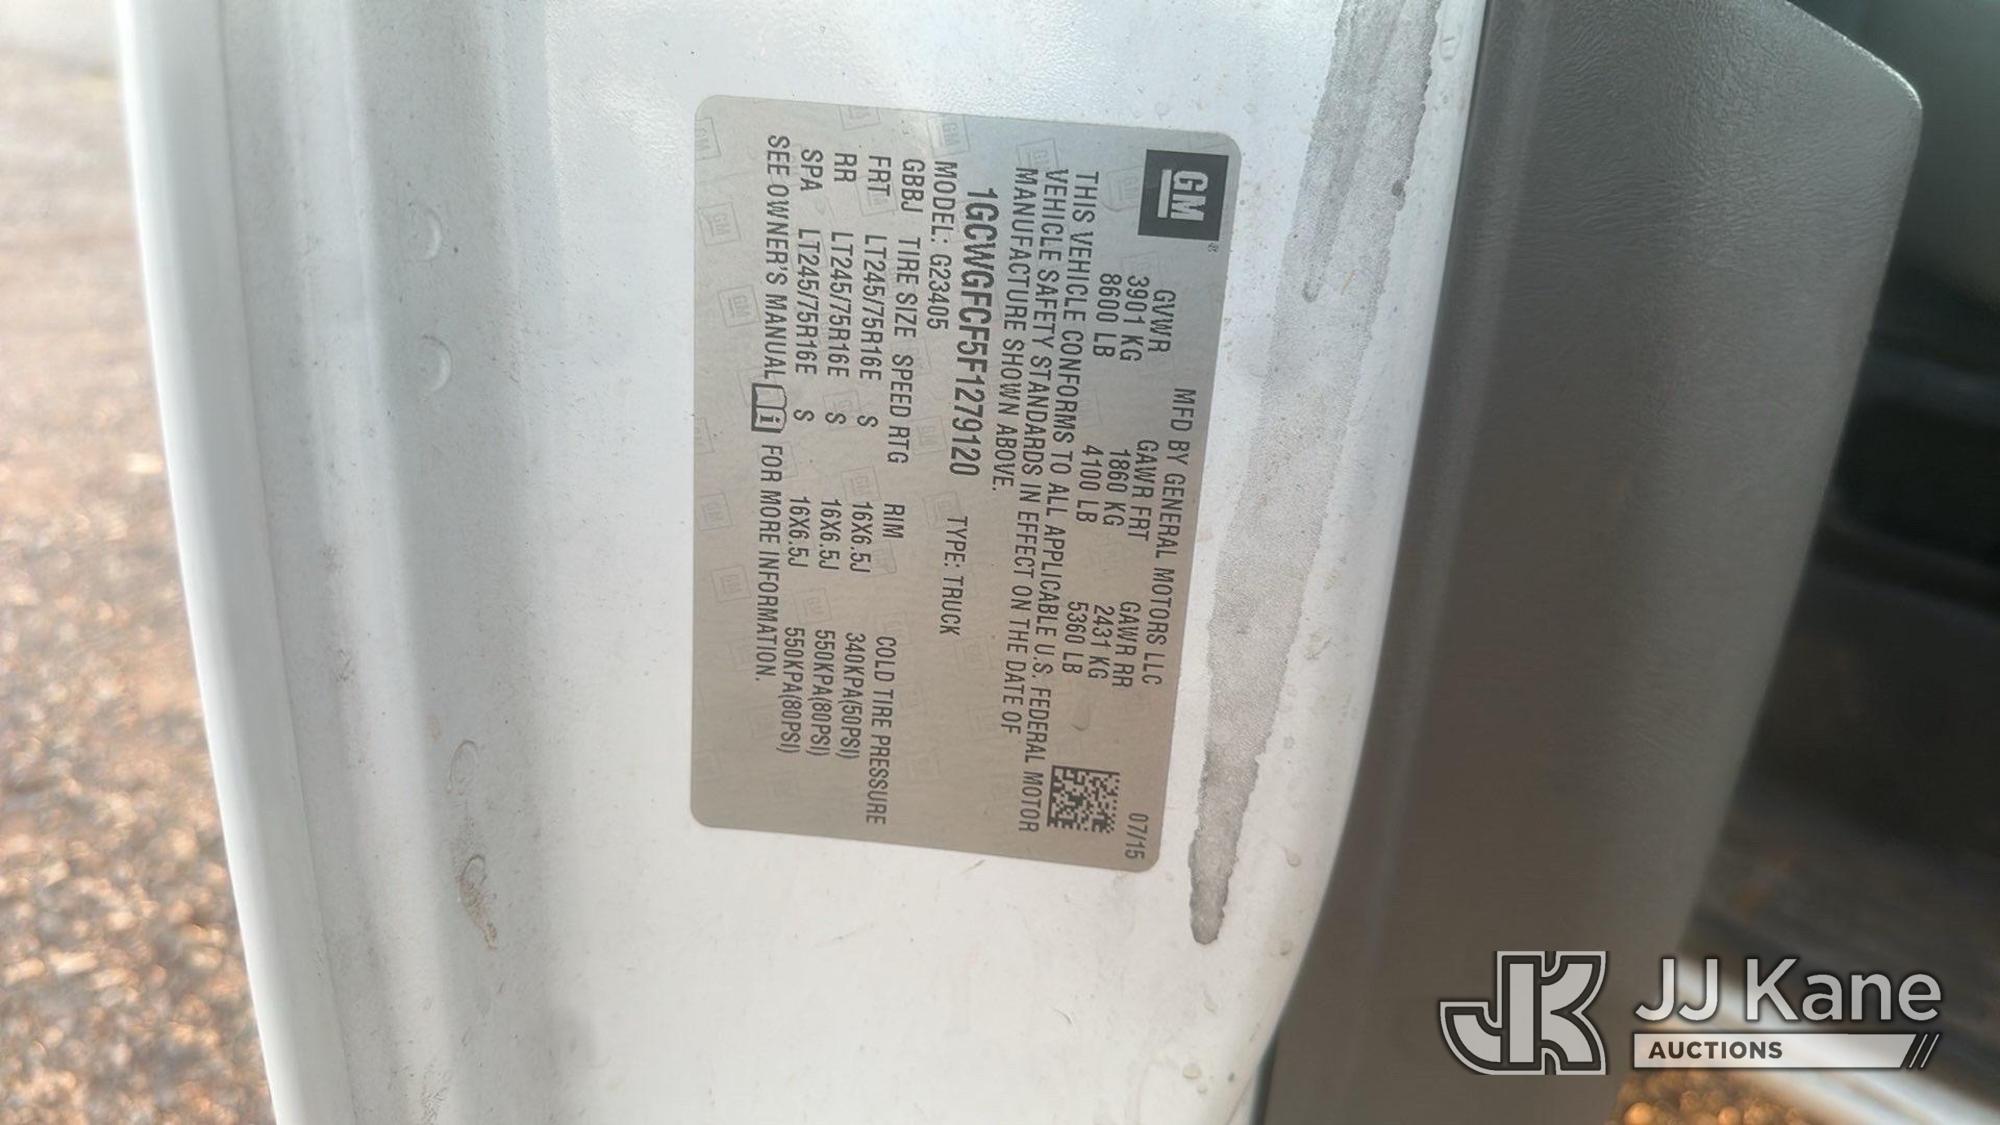 GM®
MFD BY GENERAL MOTORS LLC 07/15
GVWR GAWR FRT GAWR RR
3901 KG 1860 KG 2431 KG
8600 LB 4100 LB 5360 LB
THIS VEHICLE CONFORMS TO ALL APPLICABLE U.S. FEDERAL MOTOR
VEHICLE SAFETY STANDARDS IN EFFECT ON THE DATE OF
MANUFACTURE SHOWN ABOVE.
1GCWGFCF5F1279120 TYPE: TRUCK
MODEL: G23405
GBBJ TIRE SIZE SPEED RTG RIM COLD TIRE PRESSURE
FRT LT245/75R16E S 16X6.5J 340KPA(50PSI)
RR LT245/75R16E S 16X6.5J 550KPA(80PSI)
SPA LT245/75R16E S 16X6.5J 550KPA(80PSI)
SEE OWNER'S MANUAL FOR MORE INFORMATION.
JK JJ Kane
AUCTIONS